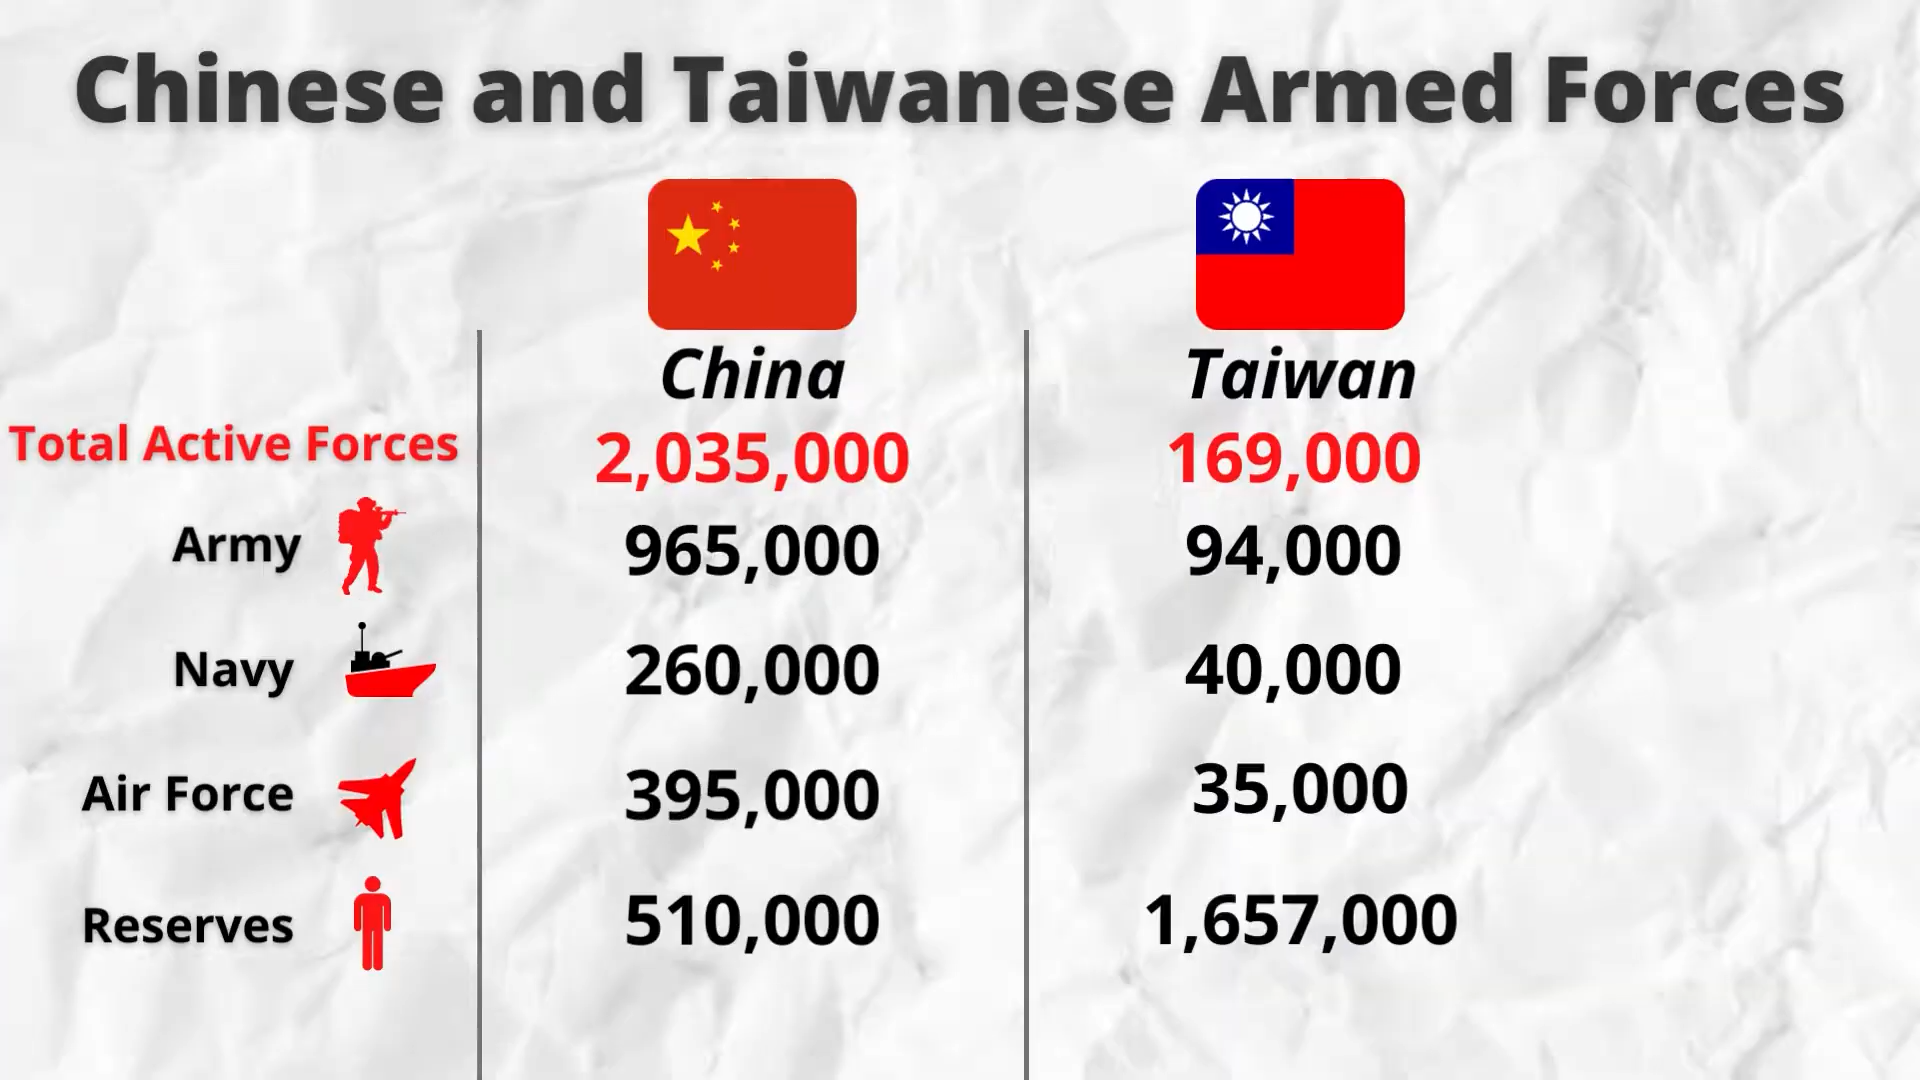 Chinese and Taiwanese Armed Forces
China Taiwan
Total Active Forces 2,035,000 169,000
Army 965,000 94,000
Navy 260,000 40,000
Air Force 395,000 35,000
Reserves 510,000 1,657,000